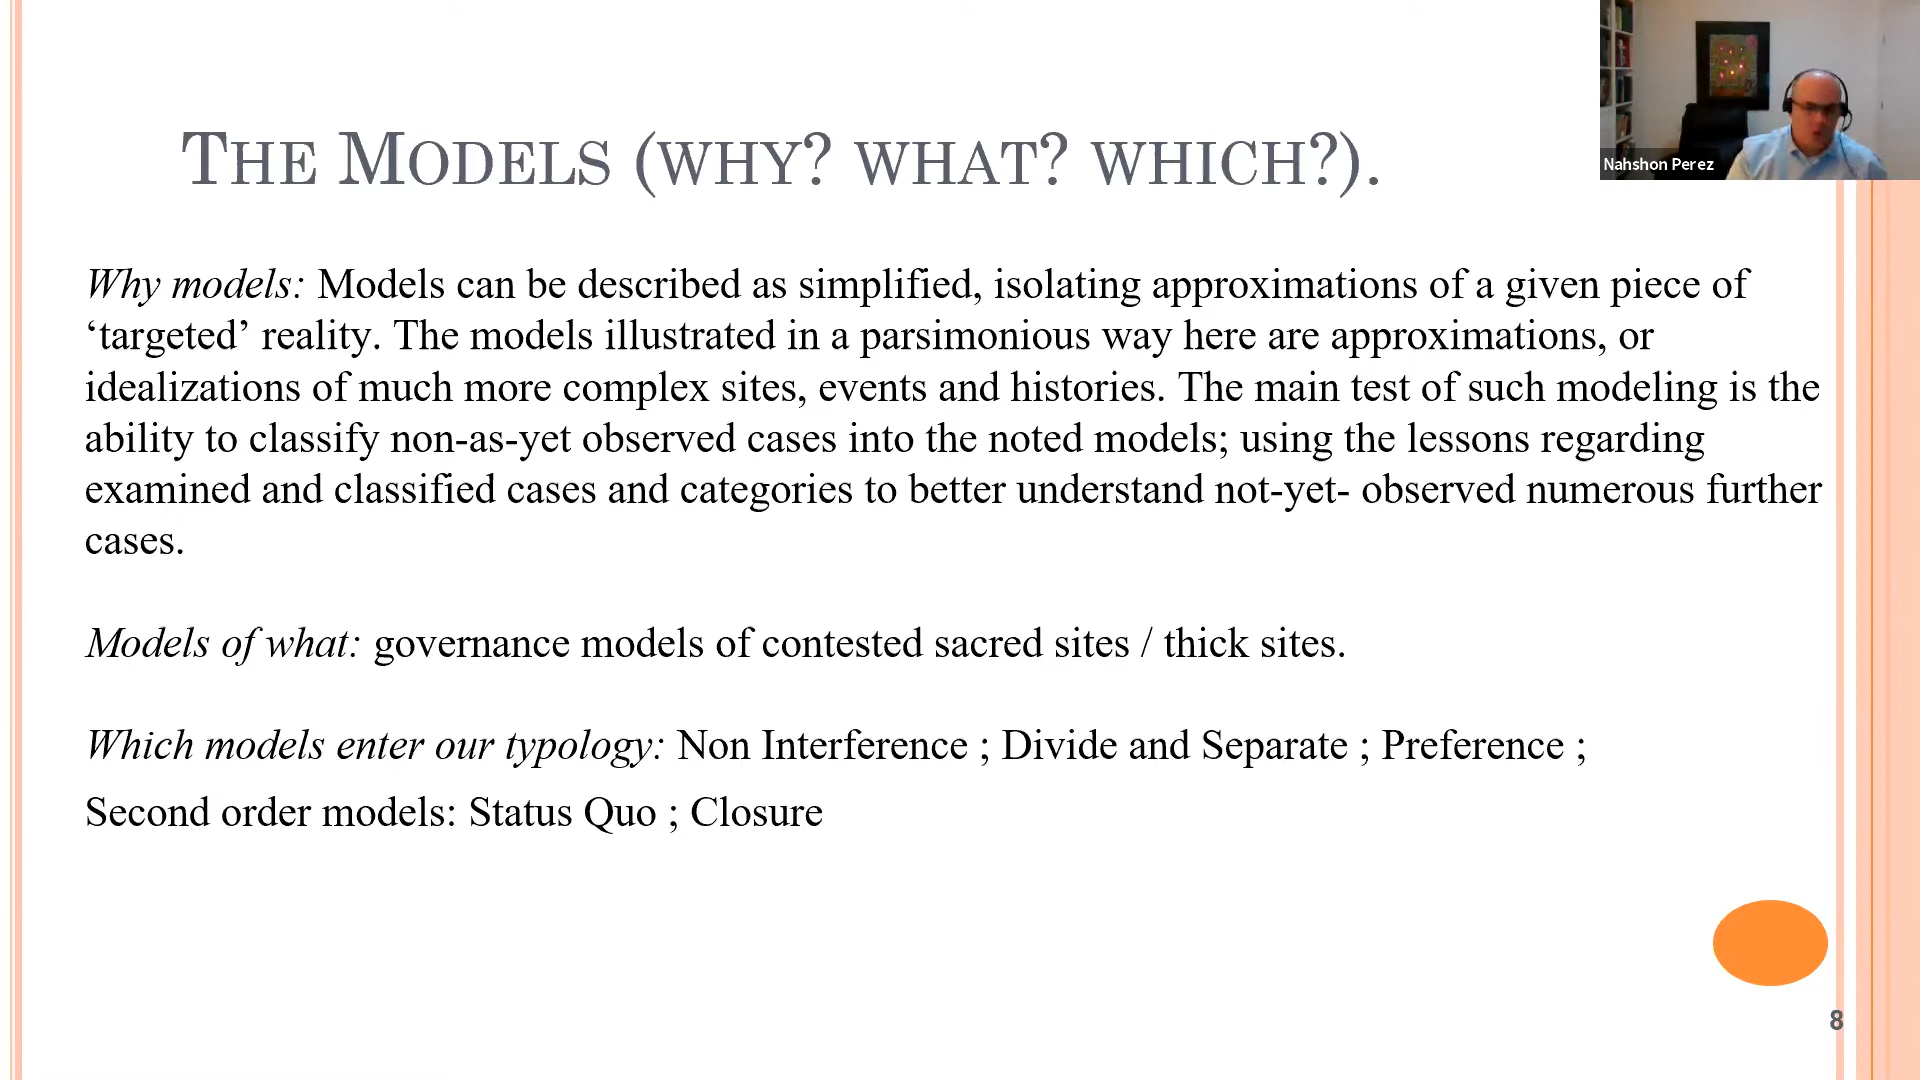 THE MODELS (WHY? WHAT? WHICH?).
Nahshon Perez
Why models: Models can be described as simplified, isolating approximations of a given piece of
‘targeted’ reality. The models illustrated in a parsimonious way here are approximations, or
idealizations of much more complex sites, events and histories. The main test of such modeling is the
ability to classify non-as-yet observed cases into the noted models; using the lessons regarding
examined and classified cases and categories to better understand not-yet- observed numerous further
cases.
Models of what: governance models of contested sacred sites / thick sites.
Which models enter our typology: Non Interference ; Divide and Separate ; Preference ;
Second order models: Status Quo ; Closure
8